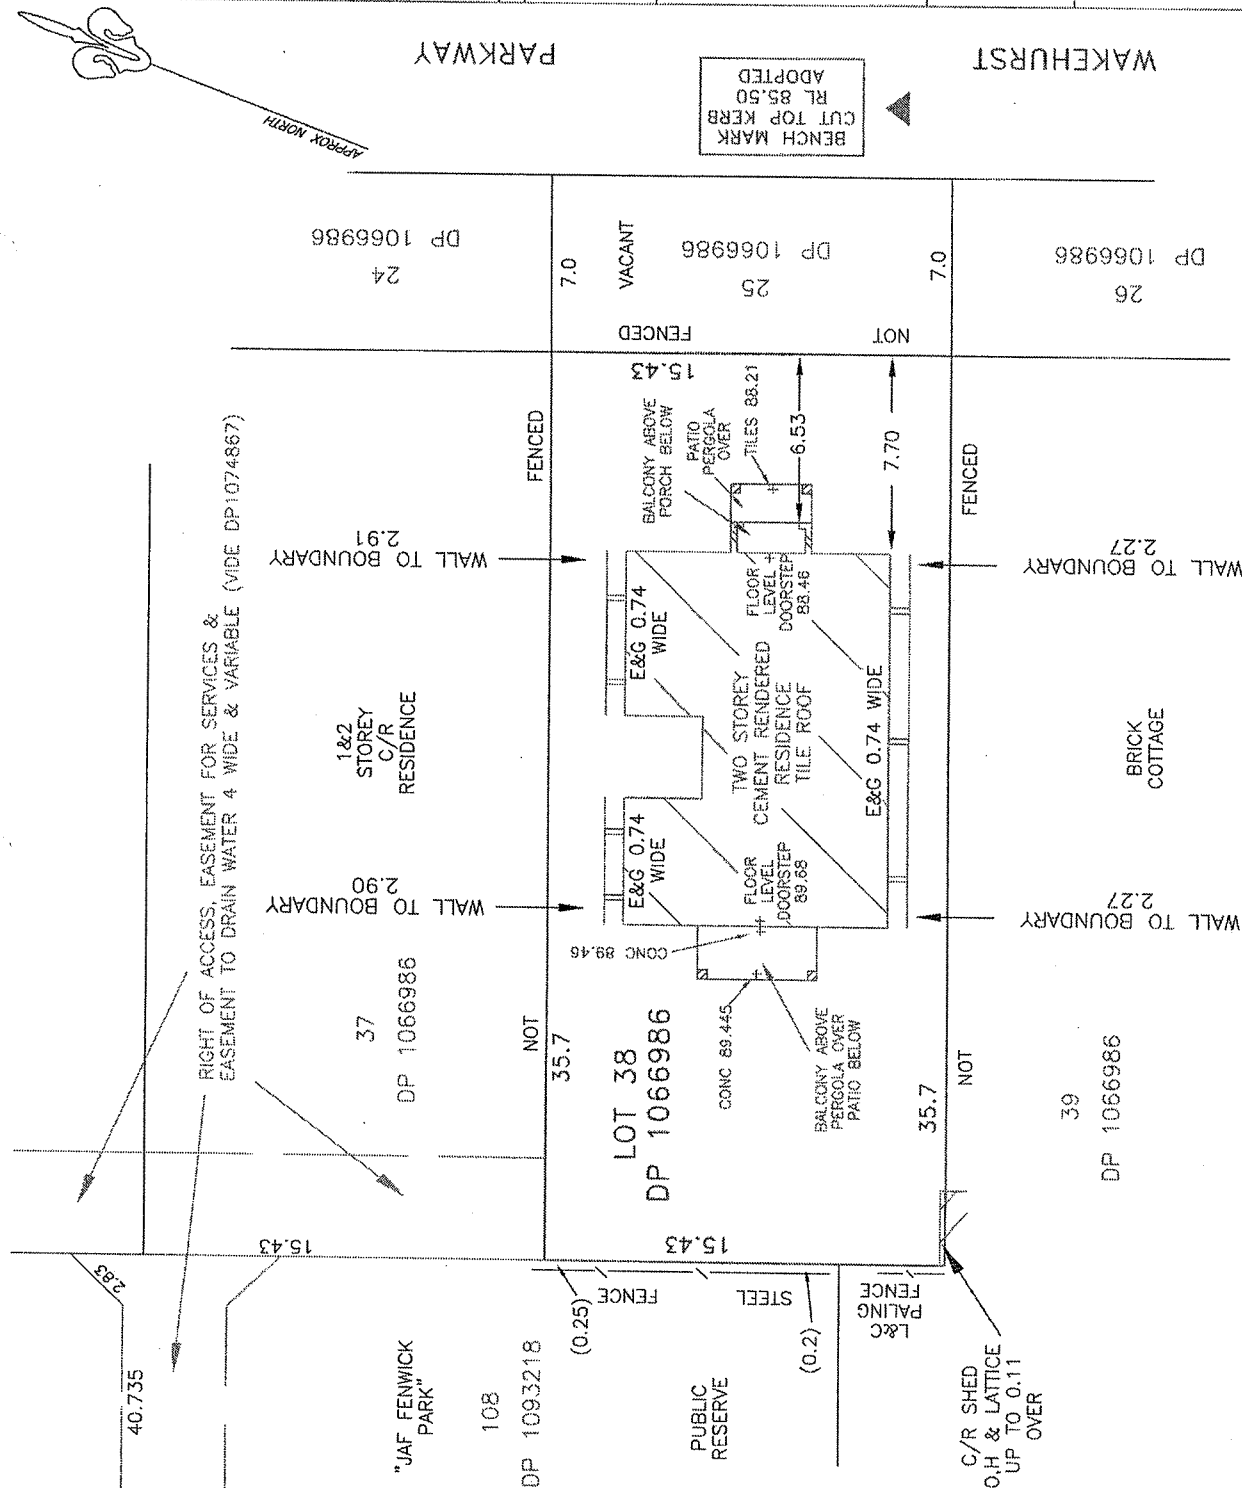 WAKEHURST
PARKWAY
APPROX NORTH
BENCH MARK
CUT TOP KERB
RL 85.50
ADOPTED
24
DP 1066986
7.0
VACANT
25
DP 1066986
7.0
26
DP 1066986
FENCED
NOT
15.43
FENCED
FENCED
RIGHT OF ACCESS, EASEMENT FOR SERVICES &
EASEMENT TO DRAIN WATER 4 WIDE & VARIABLE (VIDE DP1074867)
BALCONY ABOVE
PORCH BELOW
PATIO
PERGOLA
OVER
TILES 88.21
6.53
7.70
WALL TO BOUNDARY
2.91
WALL TO BOUNDARY
2.27
E&G 0.74
WIDE
FLOOR
LEVEL
DOORSTEP
88.46
1&2
STOREY
C/R
RESIDENCE
TWO STOREY
CEMENT RENDERED
RESIDENCE
TILE ROOF
E&G 0.74 WIDE
BRICK
COTTAGE
E&G 0.74
WIDE
FLOOR
LEVEL
DOORSTEP
89.68
WALL TO BOUNDARY
2.90
WALL TO BOUNDARY
2.27
CONC 89.46
37
DP 1066986
NOT
35.7
LOT 38
DP 1066986
CONC 89.445
BALCONY ABOVE
PERGOLA OVER
PATIO BELOW
35.7
NOT
39
DP 1066986
15.43
15.43
2.83
40.735
(0.25)
FENCE
STEEL
(0.2)
L&C
PALING
FENCE
"JAF FENWICK
PARK"
108
DP 1093218
PUBLIC
RESERVE
C/R SHED
O.H & LATTICE
UP TO 0.11
OVER